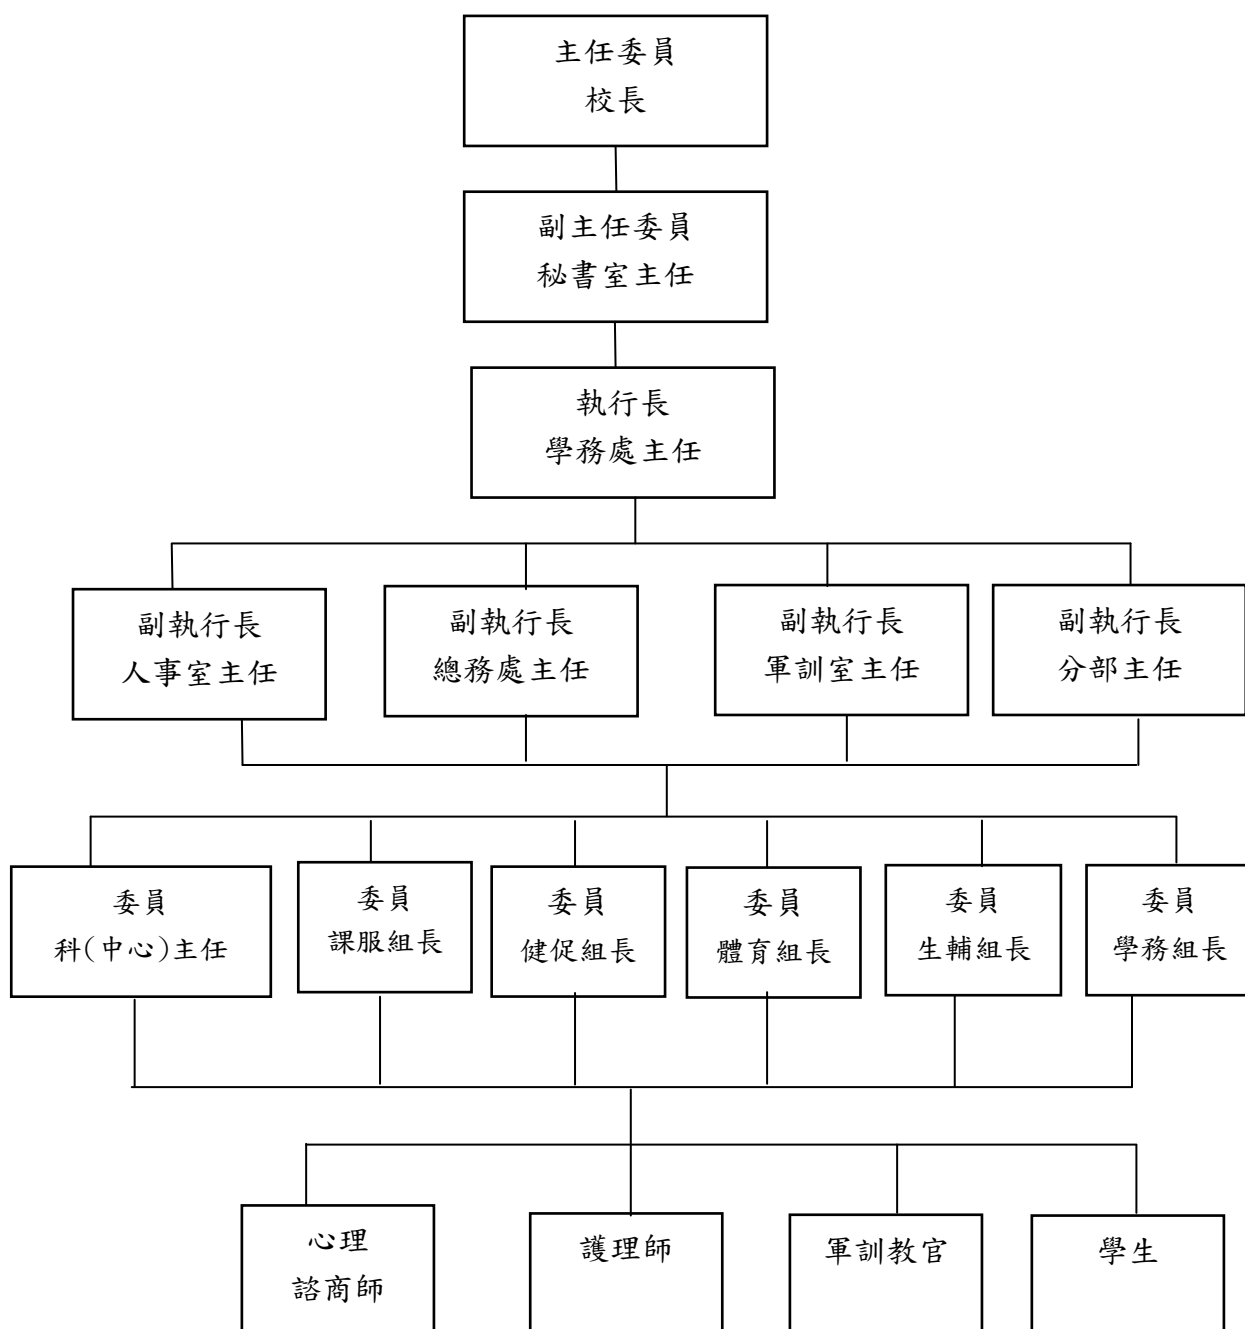 主任委員
校長
副主任委員
秘書室主任
執行長
學務處主任
副執行長
人事室主任
副執行長
總務處主任
副執行長
軍訓室主任
副執行長
分部主任
委員
科(中心)主任
委員
課服組長
委員
健促組長
委員
體育組長
委員
生輔組長
委員
學務組長
心理
諮商師
護理師
軍訓教官
學生